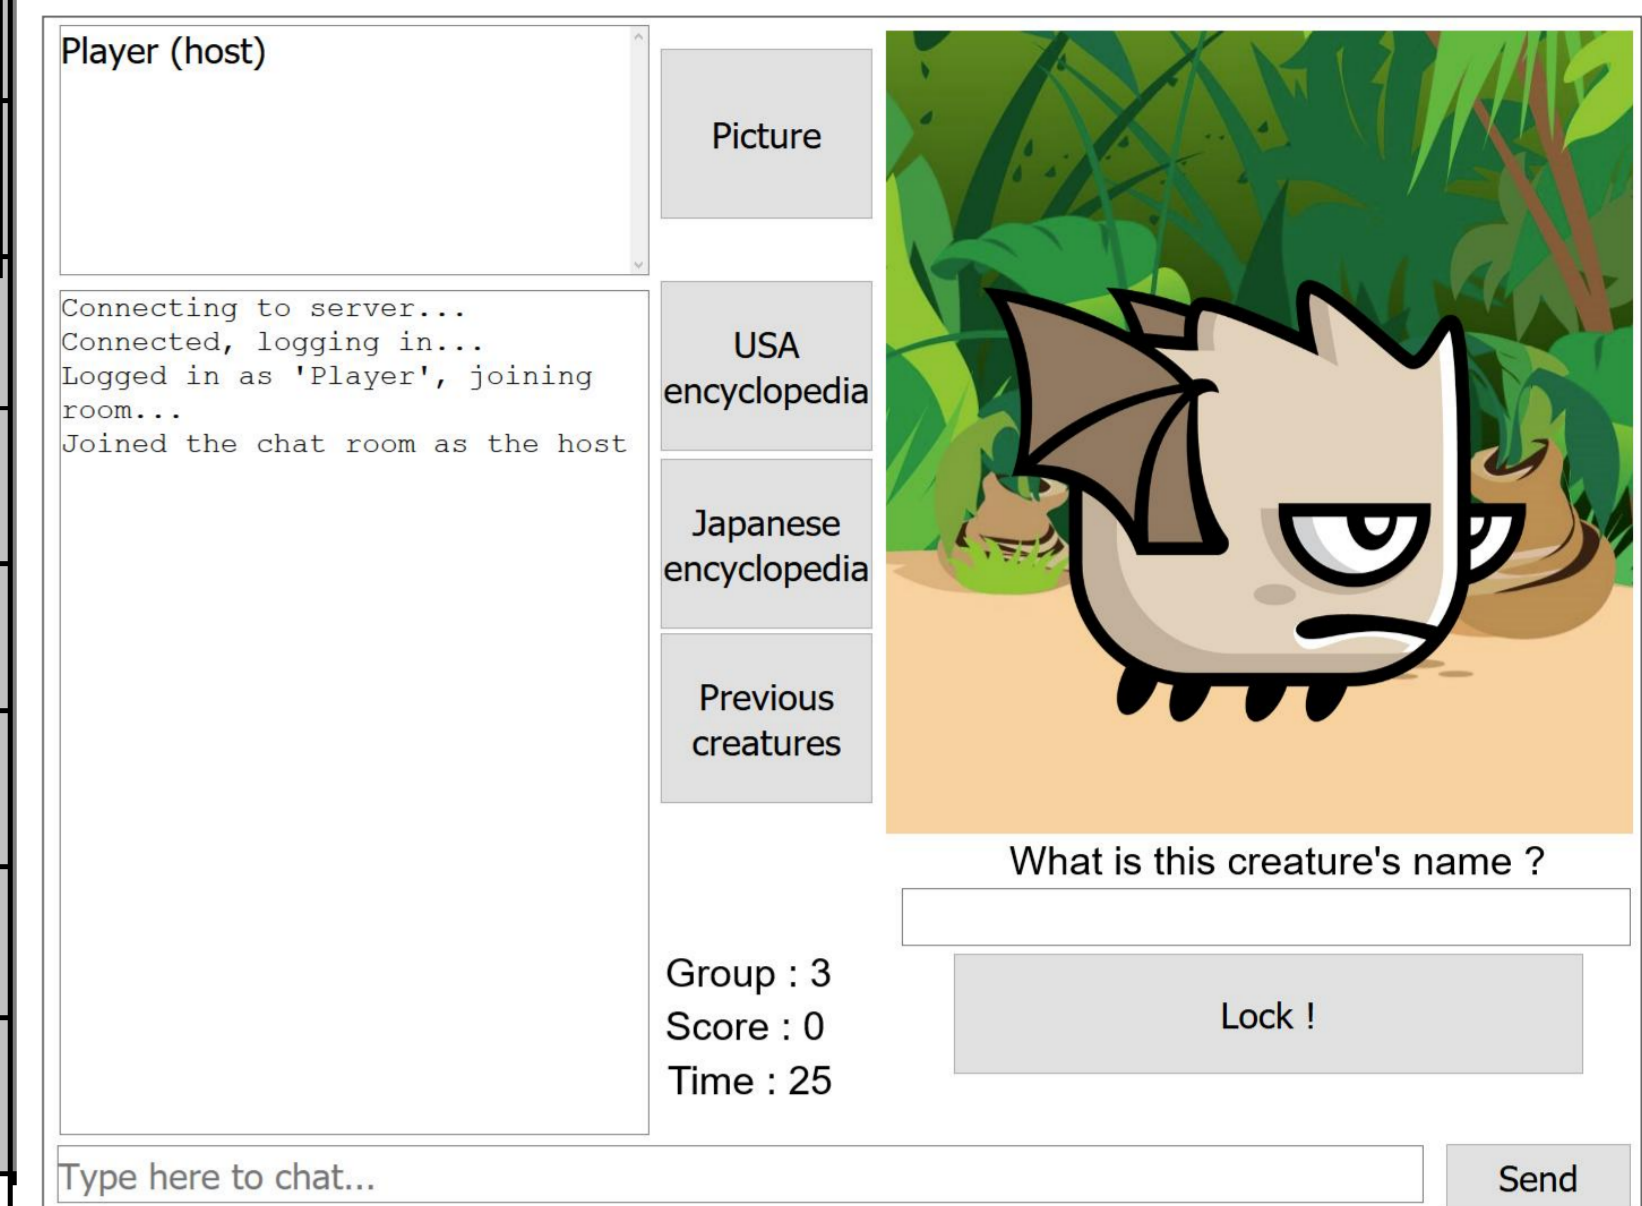 Player (host)
Connecting to server...
Connected, logging in...
Logged in as 'Player', joining
room...
Joined the chat room as the host
Picture
USA
encyclopedia
Japanese
encyclopedia
Previous
creatures
Group : 3
Score : 0
Time : 25
What is this creature's name ?
Lock !
Type here to chat...
Send